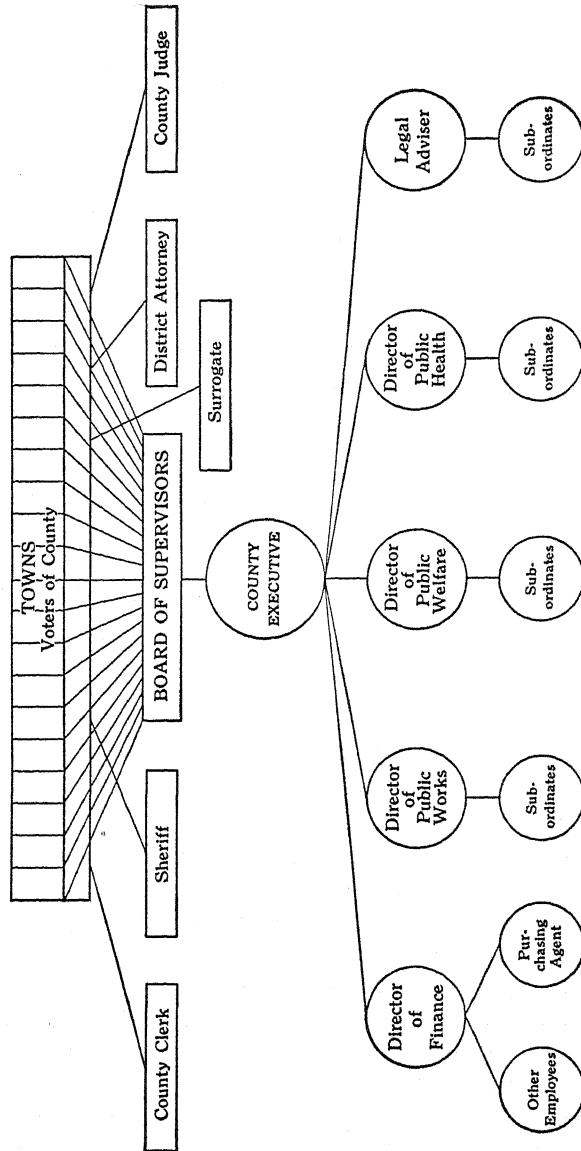 TOWNS
Voters of County
County Clerk
Sheriff
BOARD OF SUPERVISORS
District Attorney
County Judge
Surrogate
COUNTY
EXECUTIVE
Director
of
Finance
Director
of
Public
Works
Director
of
Public
Welfare
Director
of
Public
Health
Legal
Adviser
Other
Employees
Pur-
chasing
Agent
Sub-
ordinates
Sub-
ordinates
Sub-
ordinates
Sub-
ordinates